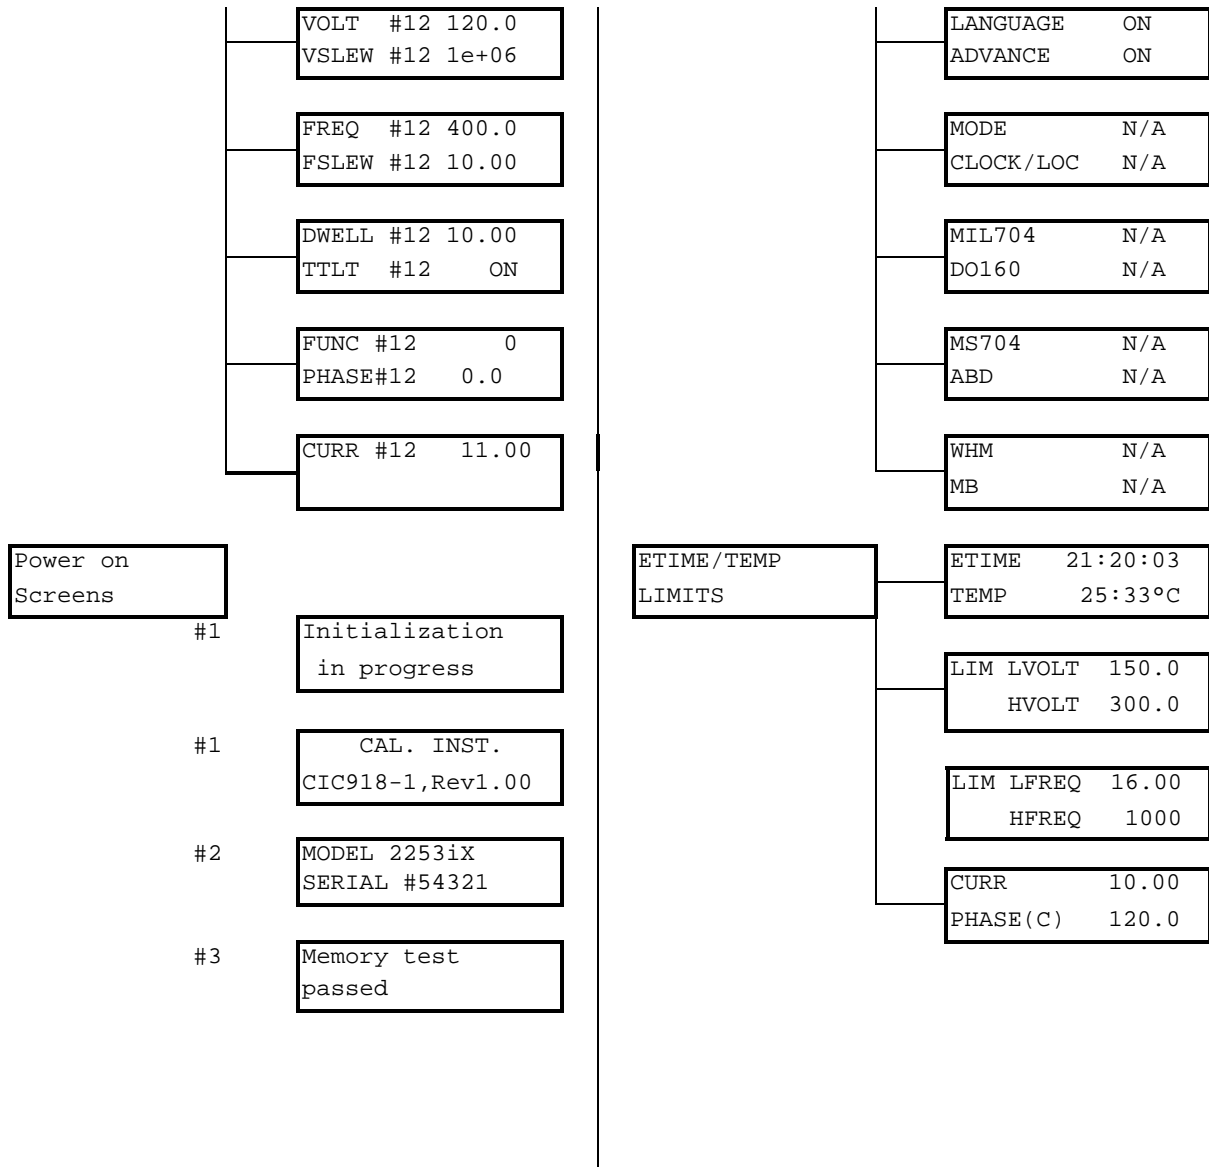 VOLT  #12 120.0
VSLEW #12 1e+06
FREQ  #12 400.0
FSLEW #12 10.00
DWELL #12 10.00
TTLT  #12    ON
FUNC #12      0
PHASE#12   0.0
CURR #12   11.00
Power on
Screens
#1
Initialization
in progress
#1
CAL. INST.
CIC918-1,Rev1.00
#2
MODEL 2253iX
SERIAL #54321
#3
Memory test
passed
LANGUAGE    ON
ADVANCE     ON
MODE        N/A
CLOCK/LOC   N/A
MIL704      N/A
DO160       N/A
MS704       N/A
ABD         N/A
WHM         N/A
MB          N/A
ETIME/TEMP
LIMITS
ETIME   21:20:03
TEMP     25:33°C
LIM LVOLT  150.0
HVOLT  300.0
LIM LFREQ  16.00
HFREQ   1000
CURR       10.00
PHASE(C)   120.0